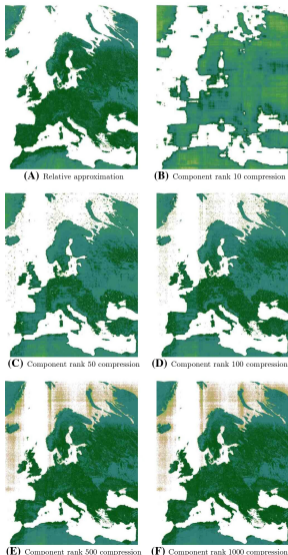 (A) Relative approximation
(B) Component rank 10 compression
(C) Component rank 50 compression
(D) Component rank 100 compression
(E) Component rank 500 compression
(F) Component rank 1000 compression